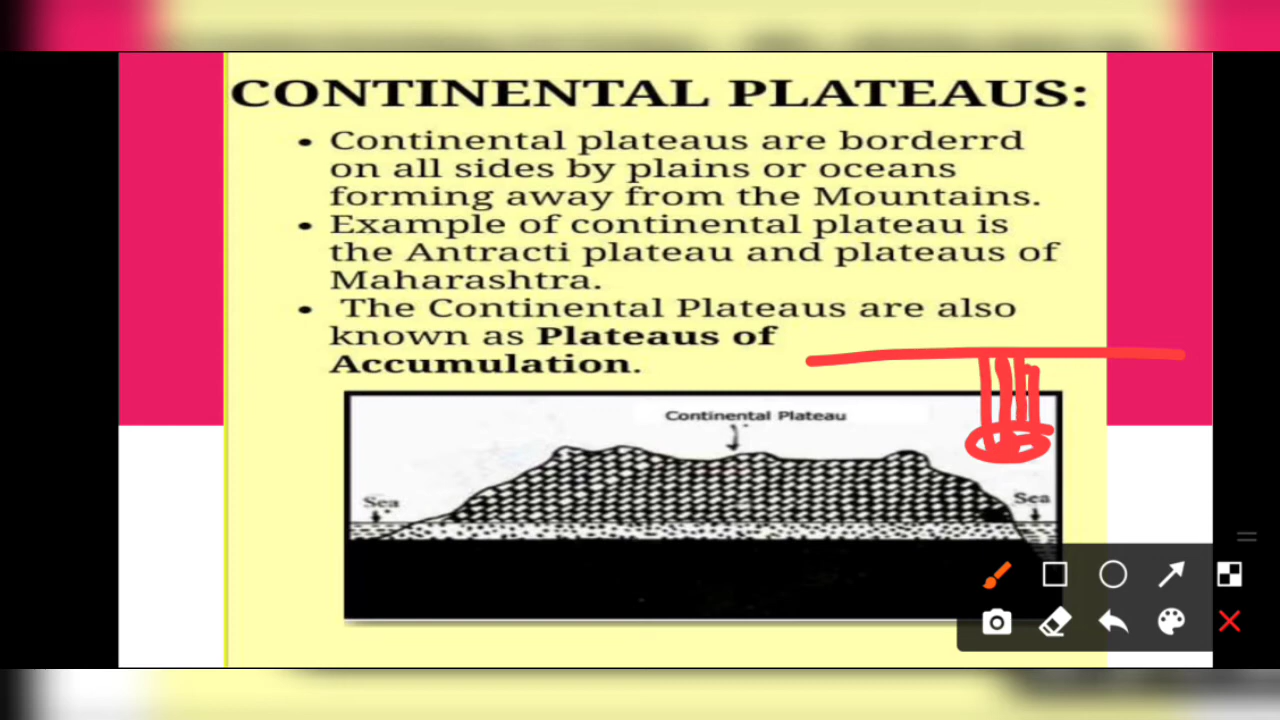 CONTINENTAL PLATEAUS:
• Continental plateaus are borderrd
on all sides by plains or oceans
forming away from the Mountains.
• Example of continental plateau is
the Antracti plateau and plateaus of
Maharashtra.
• The Continental Plateaus are also
known as Plateaus of
Accumulation.
Continental Plateau
Sea
Sea